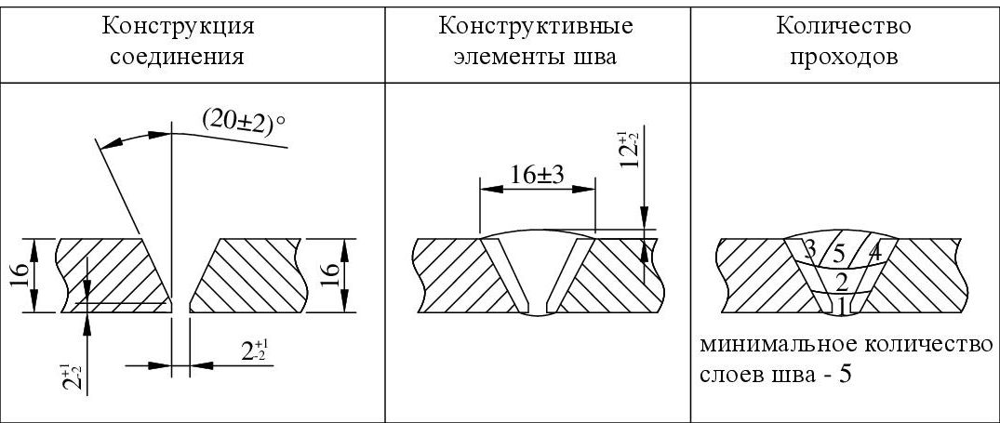 Конструкция
соединения
Конструктивные
элементы шва
Количество
проходов
(20±2)°
16
16
2+1-2
2+1-2
16±3
12+1-2
3 5 4
2
1
минимальное количество
слоев шва - 5